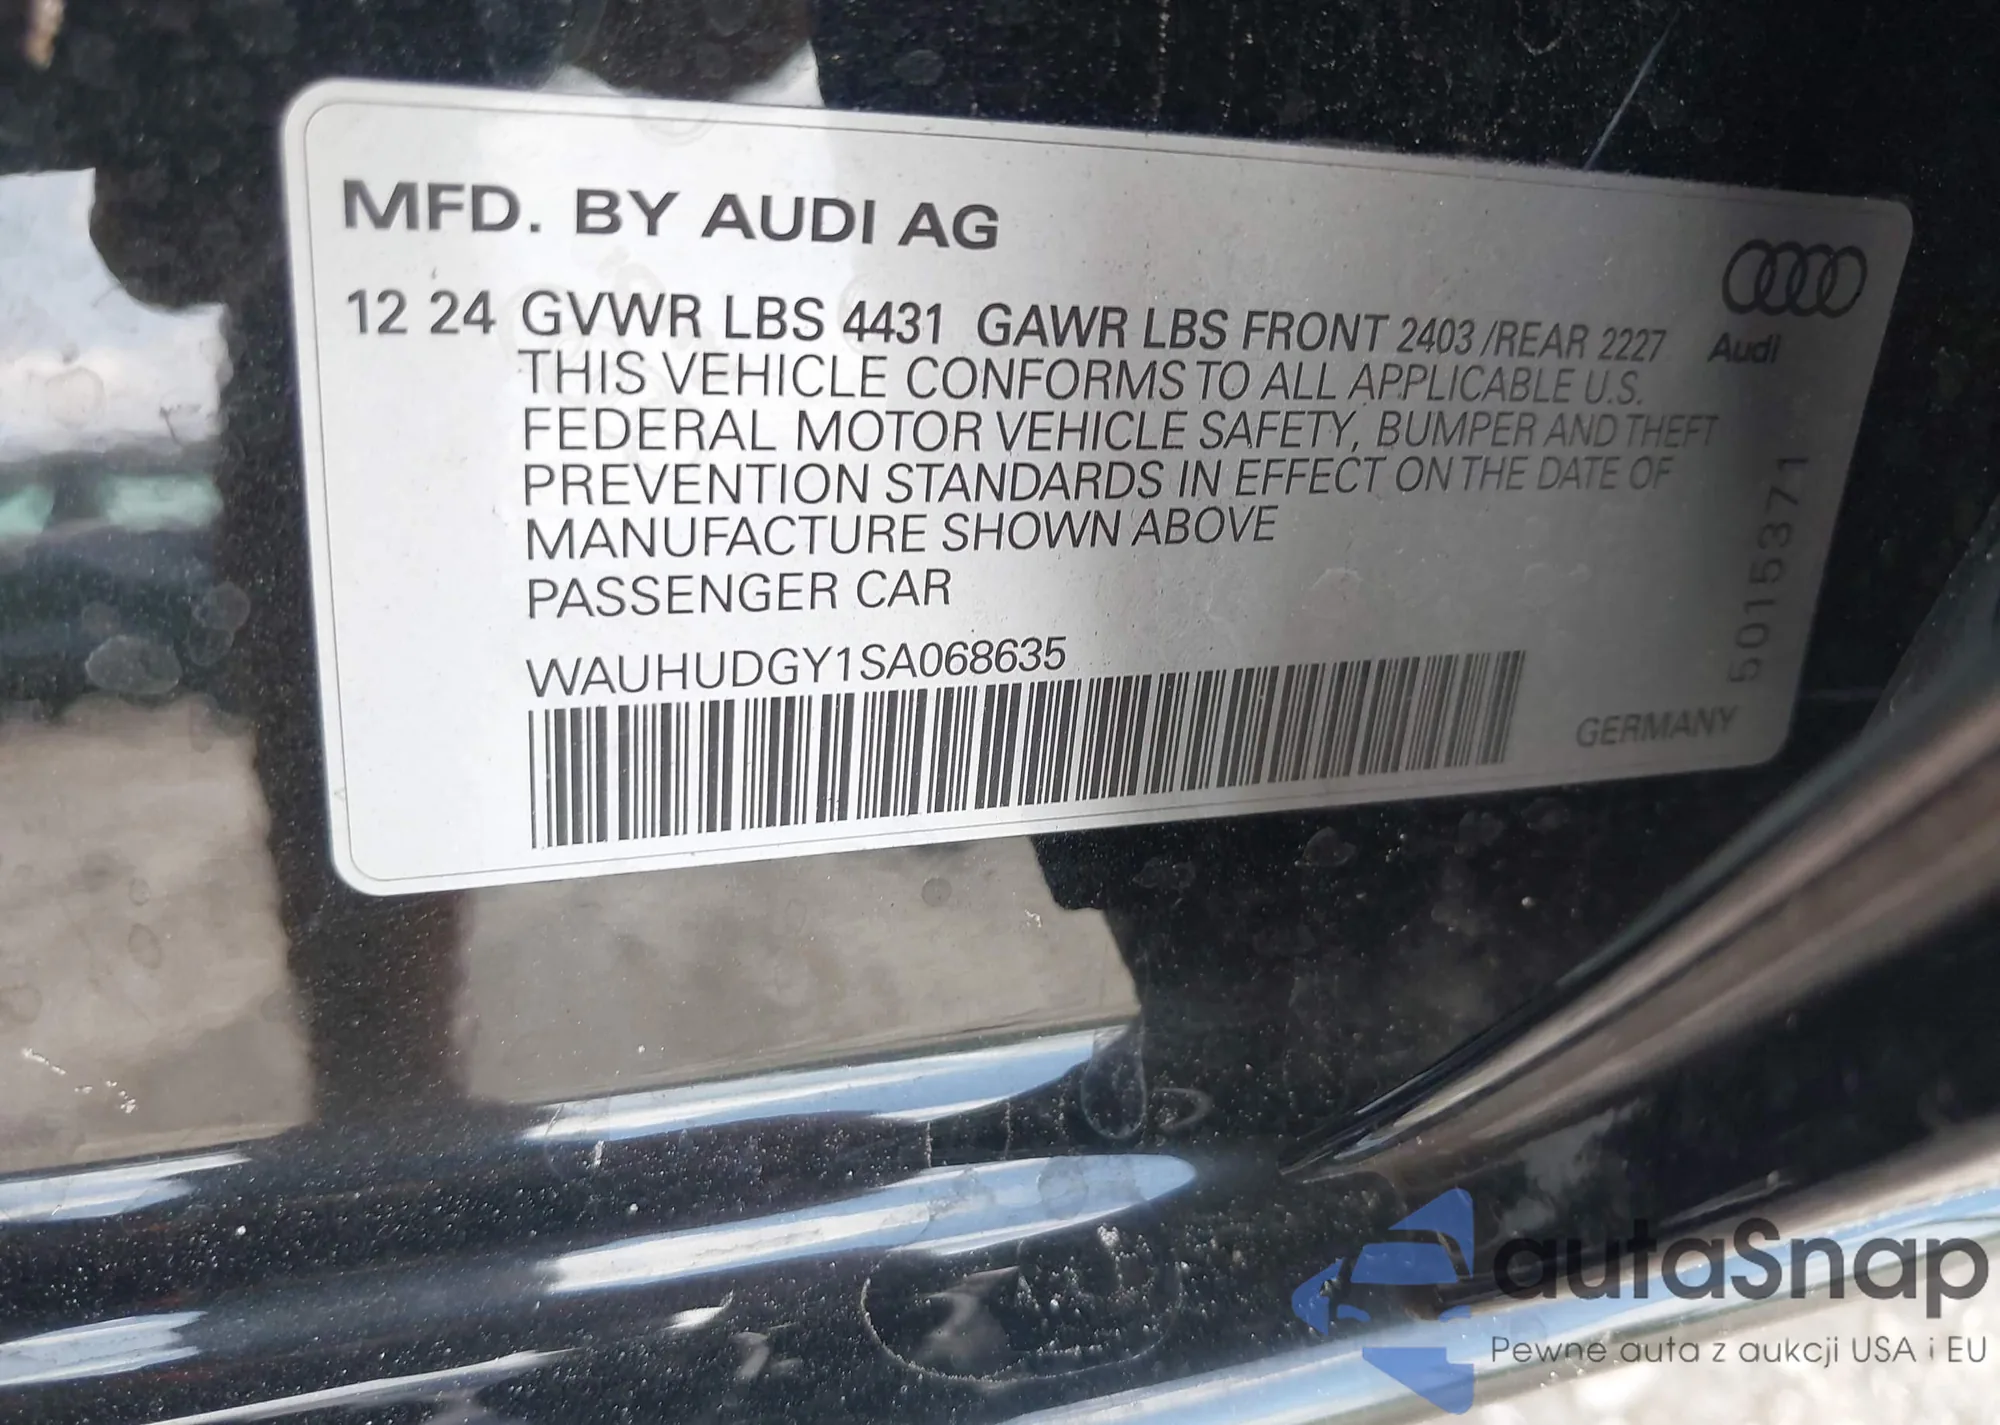 MFD. BY AUDI AG
12 24 GVWR LBS 4431 GAWR LBS FRONT 2403 /REAR 2227
THIS VEHICLE CONFORMS TO ALL APPLICABLE U.S.
FEDERAL MOTOR VEHICLE SAFETY, BUMPER AND THEFT
PREVENTION STANDARDS IN EFFECT ON THE DATE OF
MANUFACTURE SHOWN ABOVE
PASSENGER CAR
WAUHUDGY1SA068635
Audi
5015371
GERMANY
autaSnap
Pewne auta z aukcji USA i EU